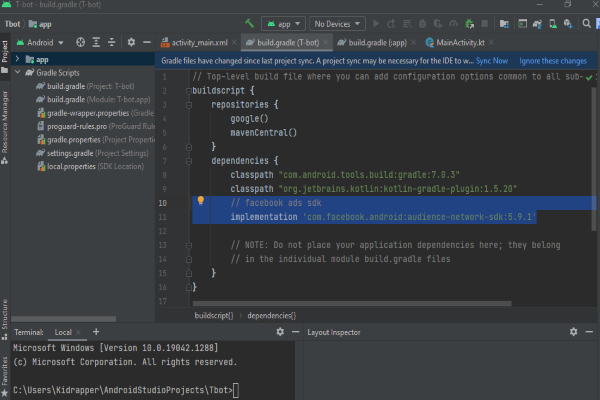 T-bot - build.gradle (T-bot)
Tbot
app
app
No Devices
Android
activity_main.xml
build.gradle (T-bot)
build.gradle (:app)
MainActivity.kt
Project
Resource Manager
Structure
Favorites
app
Gradle Scripts
build.gradle (Project: T-bot)
build.gradle (Module: T-bot.app)
gradle-wrapper.properties (Gradle
proguard-rules.pro (ProGuard Rul
gradle.properties (Project Properti
settings.gradle (Project Settings)
local.properties (SDK Location)
Gradle files have changed since last project sync. A project sync may be necessary for the IDE to w... Sync Now Ignore these changes
1 // Top-level build file where you can add configuration options common to all sub-
2 buildscript {
3 repositories {
4 google()
5 mavenCentral()
6 }
7 dependencies {
8 classpath "com.android.tools.build:gradle:7.0.3"
9 classpath "org.jetbrains.kotlin:kotlin-gradle-plugin:1.5.20"
10 // facebook ads sdk
11 implementation 'com.facebook.android:audience-network-sdk:5.9.1'
12
13 // NOTE: Do not place your application dependencies here; they belong
14 // in the individual module build.gradle files
15 }
16 }
17
buildscript{} › dependencies{}
Terminal: Local
Layout Inspector
Microsoft Windows [Version 10.0.19042.1288]
(c) Microsoft Corporation. All rights reserved.
C:\Users\Kidrapper\AndroidStudioProjects\Tbot>